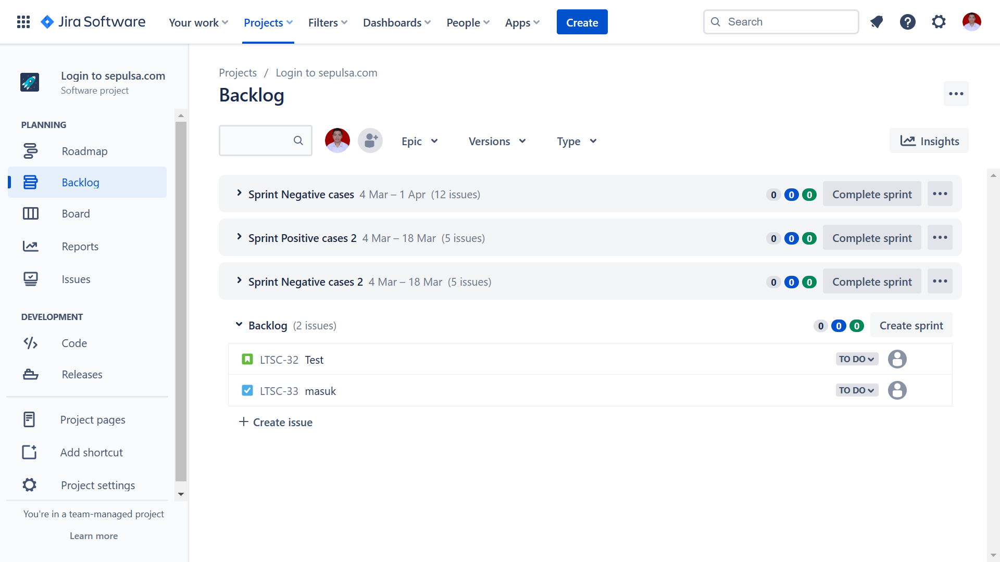 Jira Software Your work Projects Filters Dashboards People Apps Create Search
Login to sepulsa.com
Software project
PLANNING
Roadmap
Backlog
Board
Reports
Issues
DEVELOPMENT
Code
Releases
Project pages
Add shortcut
Project settings
You're in a team-managed project
Learn more
Projects / Login to sepulsa.com
Backlog
Epic Versions Type Insights
Sprint Negative cases 4 Mar – 1 Apr (12 issues) 0 0 0 Complete sprint
Sprint Positive cases 2 4 Mar – 18 Mar (5 issues) 0 0 0 Complete sprint
Sprint Negative cases 2 4 Mar – 18 Mar (5 issues) 0 0 0 Complete sprint
Backlog (2 issues) 0 0 0 Create sprint
LTSC-32 Test TO DO
LTSC-33 masuk TO DO
+ Create issue